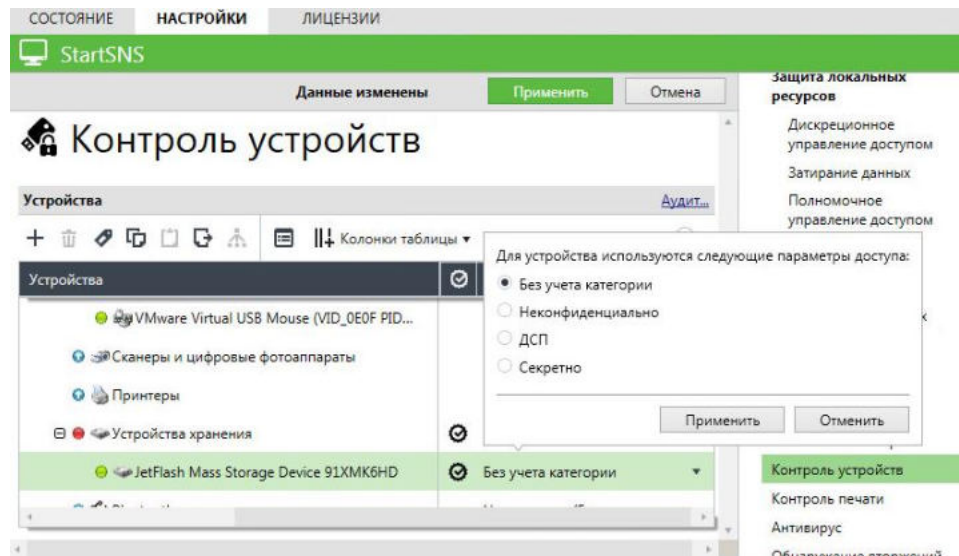 СОСТОЯНИЕ НАСТРОЙКИ ЛИЦЕНЗИИ
StartSNS
Данные изменены Применить Отмена
Контроль устройств
Устройства Аудит...
Колонки таблицы
Устройства
VMware Virtual USB Mouse (VID_0E0F PID...
Сканеры и цифровые фотоаппараты
Принтеры
Устройства хранения
JetFlash Mass Storage Device 91XMK6HD Без учета категории
Для устройства используются следующие параметры доступа:
Без учета категории
Неконфиденциально
ДСП
Секретно
Применить Отменить
Защита локальных
ресурсов
Дискреционное
управление доступом
Затирание данных
Полномочное
управление доступом
Контроль устройств
Контроль печати
Антивирус
Обнаружение вторжений